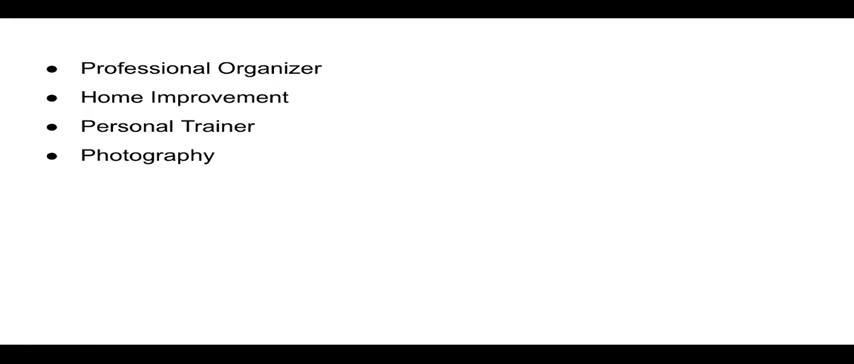 ● Professional Organizer
● Home Improvement
● Personal Trainer
● Photography